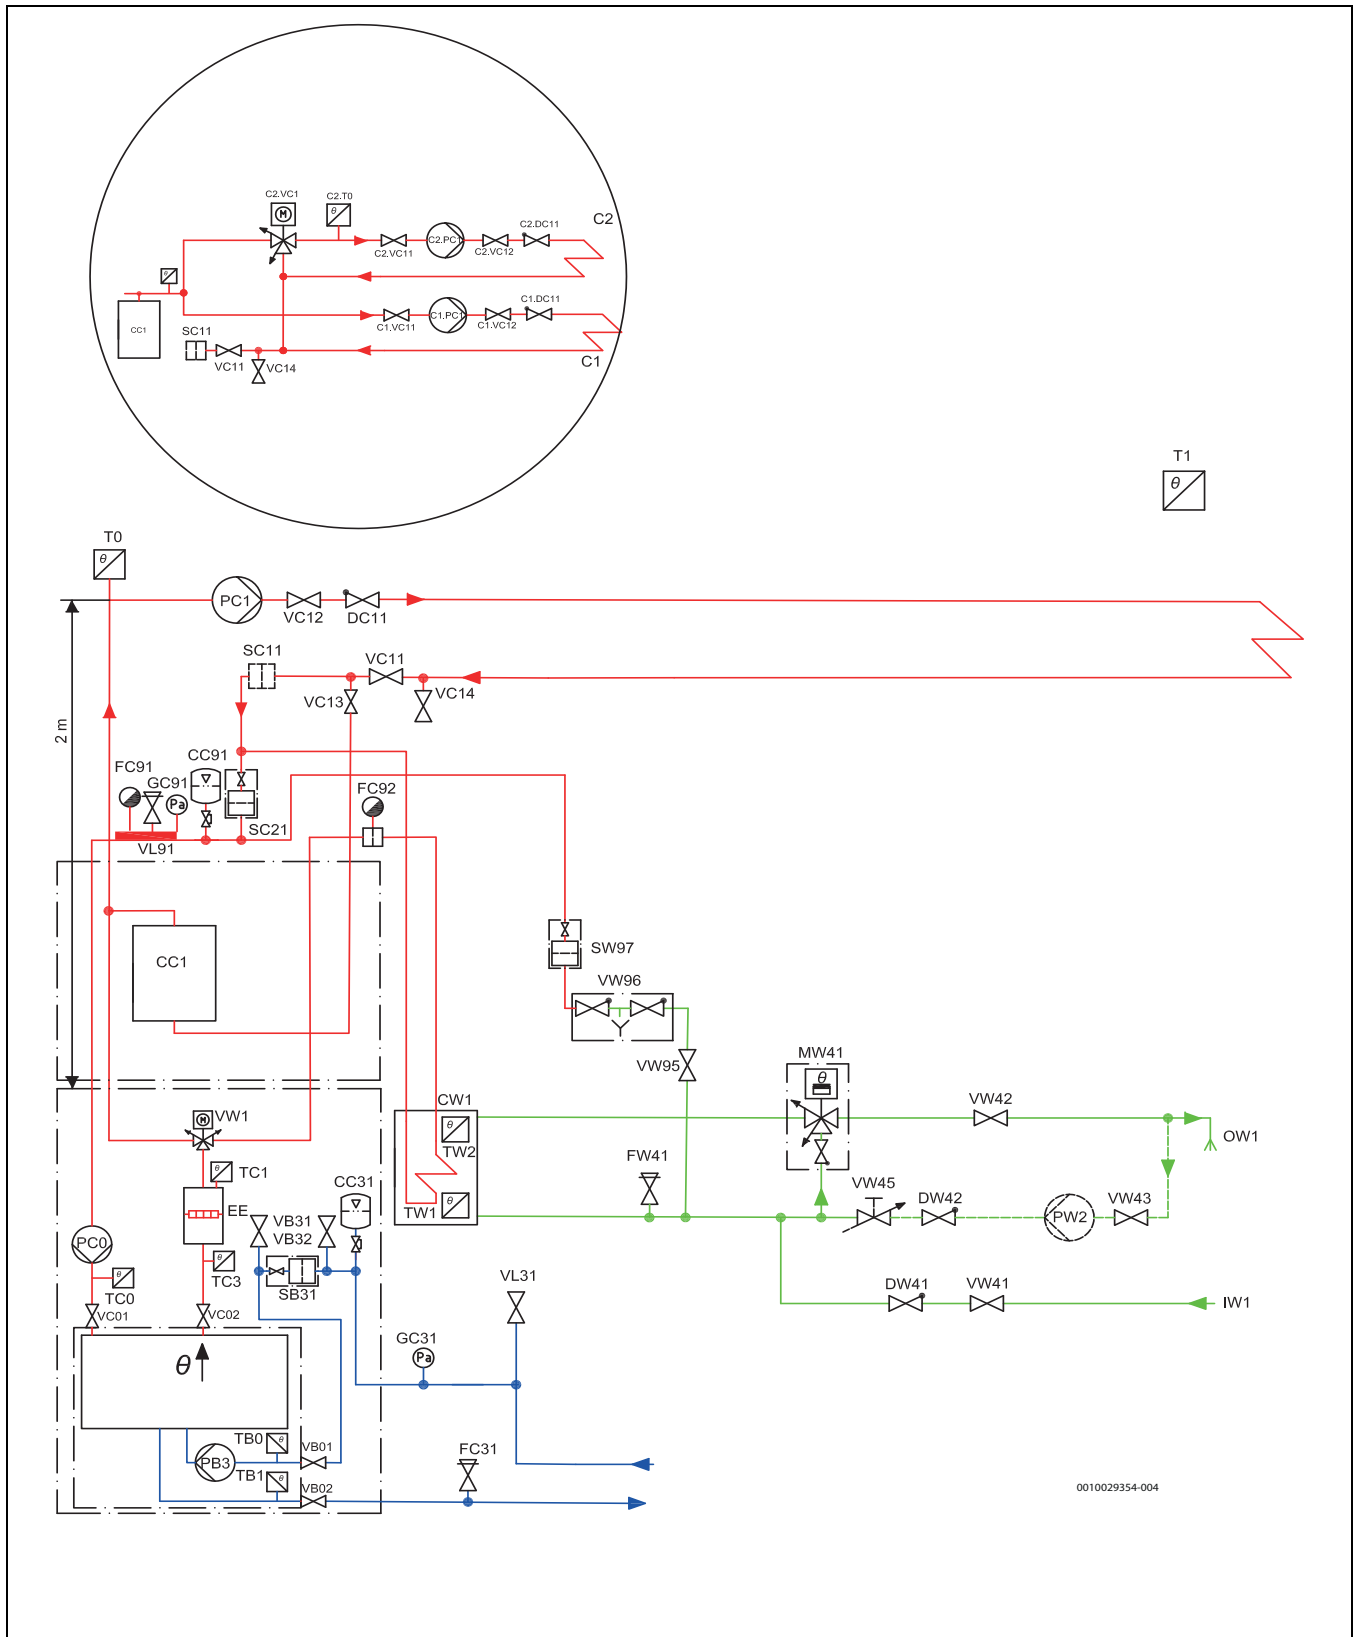 C2.VC1
M
C2.T0
θ
C2.VC11
C2.PC1
C2.VC12
C2.DC11
C2
θ
CC1
C1.VC11
C1.PC1
C1.VC12
C1.DC11
C1
SC11
VC11
VC14
T1
θ
T0
θ
PC1
VC12
DC11
SC11
VC11
VC13
VC14
2 m
FC91
GC91
CC91
Pa
VL91
SC21
FC92
CC1
SW97
VW96
VW95
MW41
θ
VW42
OW1
VW1
M
CW1
θ
TW2
θ
TW1
TC1
θ
EE
VB31
VB32
CC31
FW41
VW45
DW42
PW2
VW43
PC0
θ
TC0
θ
TC3
SB31
VL31
DW41
VW41
IW1
VC01
VC02
GC31
Pa
θ
TB0
θ
VB01
PB3
TB1
θ
VB02
FC31
0010029354-004